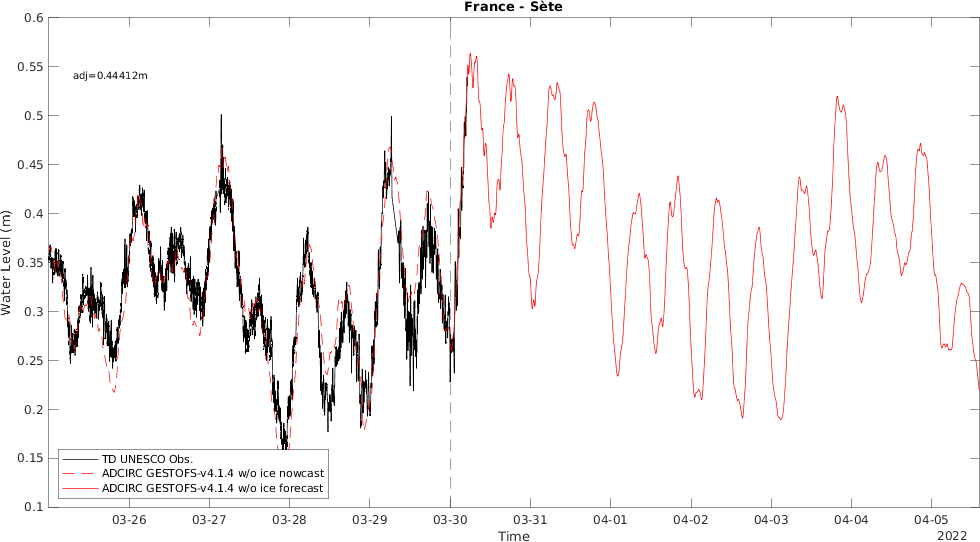 France - Sète
0.6
0.55
0.5
0.45
0.4
0.35
0.3
0.25
0.2
0.15
0.1
Water Level (m)
adj=0.44412m
TD UNESCO Obs.
ADCIRC GESTOFS-v4.1.4 w/o ice nowcast
ADCIRC GESTOFS-v4.1.4 w/o ice forecast
03-26 03-27 03-28 03-29 03-30 03-31 04-01 04-02 04-03 04-04 04-05
Time
2022